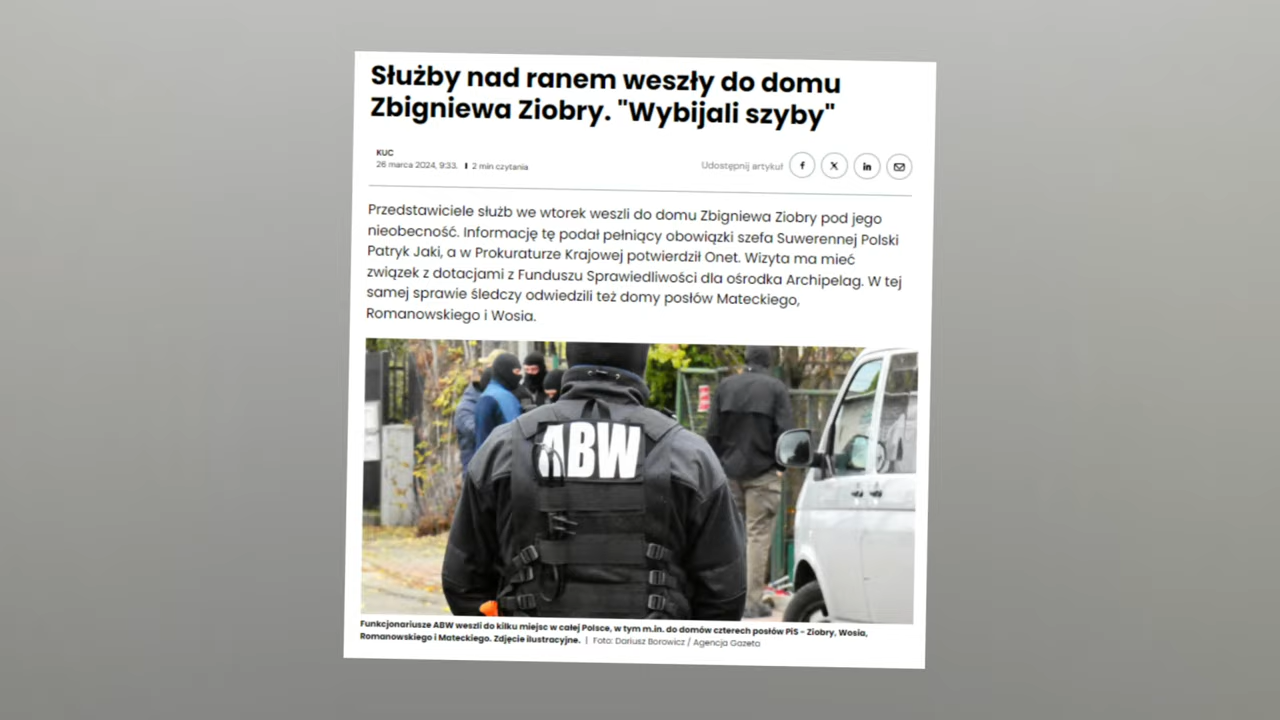 Służby nad ranem weszły do domu
Zbigniewa Ziobry. "Wybijali szyby"
KUC
26 marca 2024, 9:33. 2 min czytania
Udostępnij artykuł
Przedstawiciele służb we wtorek weszli do domu Zbigniewa Ziobry pod jego
nieobecność. Informację tę podał pełniący obowiązki szefa Suwerennej Polski
Patryk Jaki, a w Prokuraturze Krajowej potwierdził Onet. Wizyta ma mieć
związek z dotacjami z Funduszu Sprawiedliwości dla ośrodka Archipelag. W tej
samej sprawie śledczy odwiedzili też domy posłów Mateckiego,
Romanowskiego i Wosia.
ABW
Funkcjonariusze ABW weszli do kilku miejsc w całej Polsce, w tym m.in. do domów czterech posłów PiS – Ziobry, Wosia,
Romanowskiego i Mateckiego. Zdjęcie ilustracyjne. | Foto: Dariusz Borowicz / Agencja Gazeta